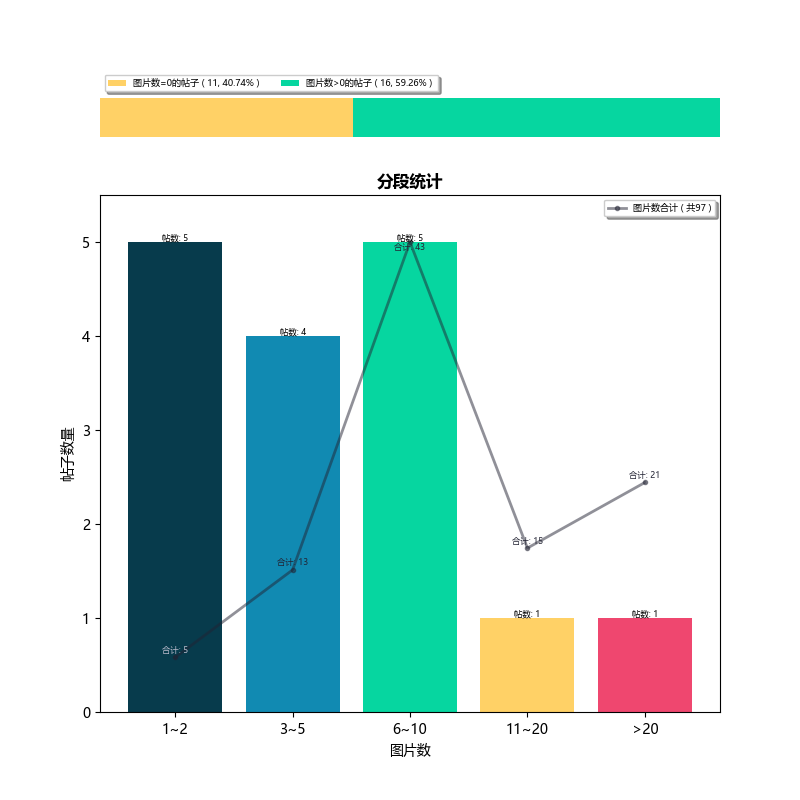 图片数=0的帖子 ( 11, 40.74% )
图片数>0的帖子 ( 16, 59.26% )
分段统计
图片数合计 ( 共97 )
帖数: 5
帖数: 5
合计: 43
帖数: 4
合计: 21
合计: 15
合计: 13
帖数: 1
帖数: 1
合计: 5
帖子数量
5
4
3
2
1
0
1~2
3~5
6~10
11~20
>20
图片数